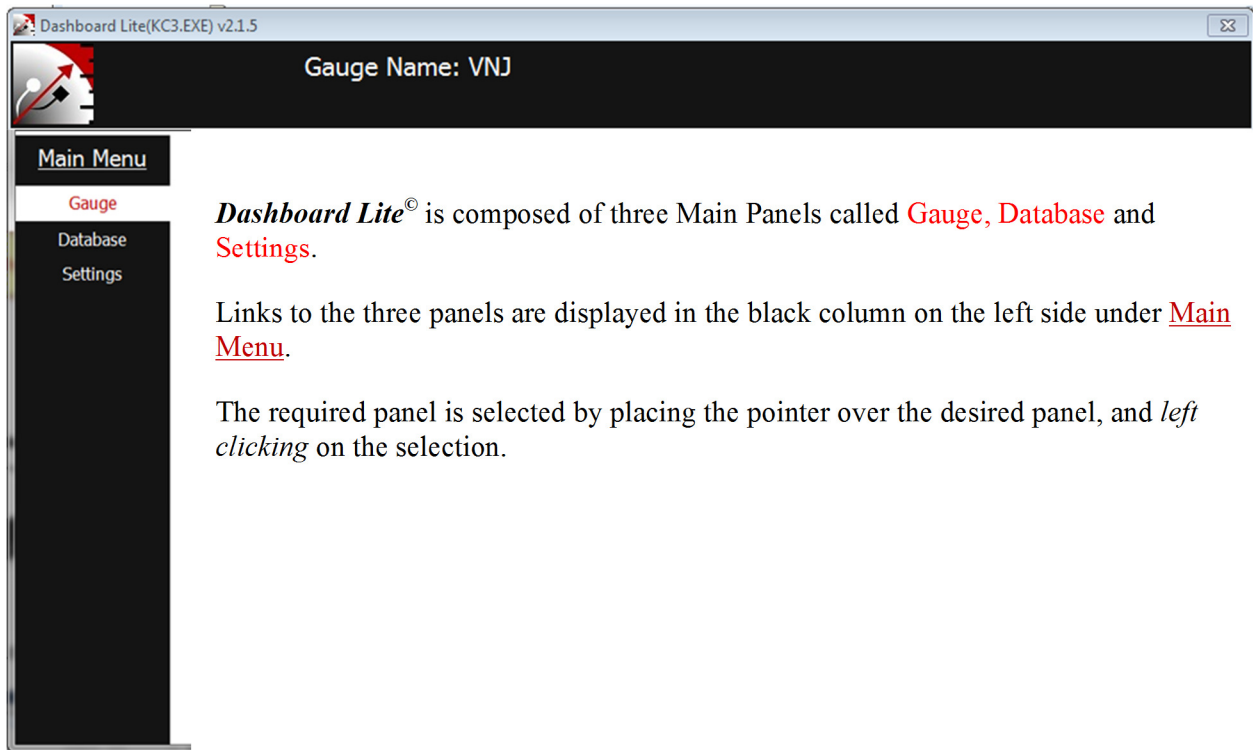 Dashboard Lite(KC3.EXE) v2.1.5
Gauge Name: VNJ
Main Menu
Gauge
Database
Settings
Dashboard Lite© is composed of three Main Panels called Gauge, Database and
Settings.
Links to the three panels are displayed in the black column on the left side under Main
Menu.
The required panel is selected by placing the pointer over the desired panel, and left
clicking on the selection.